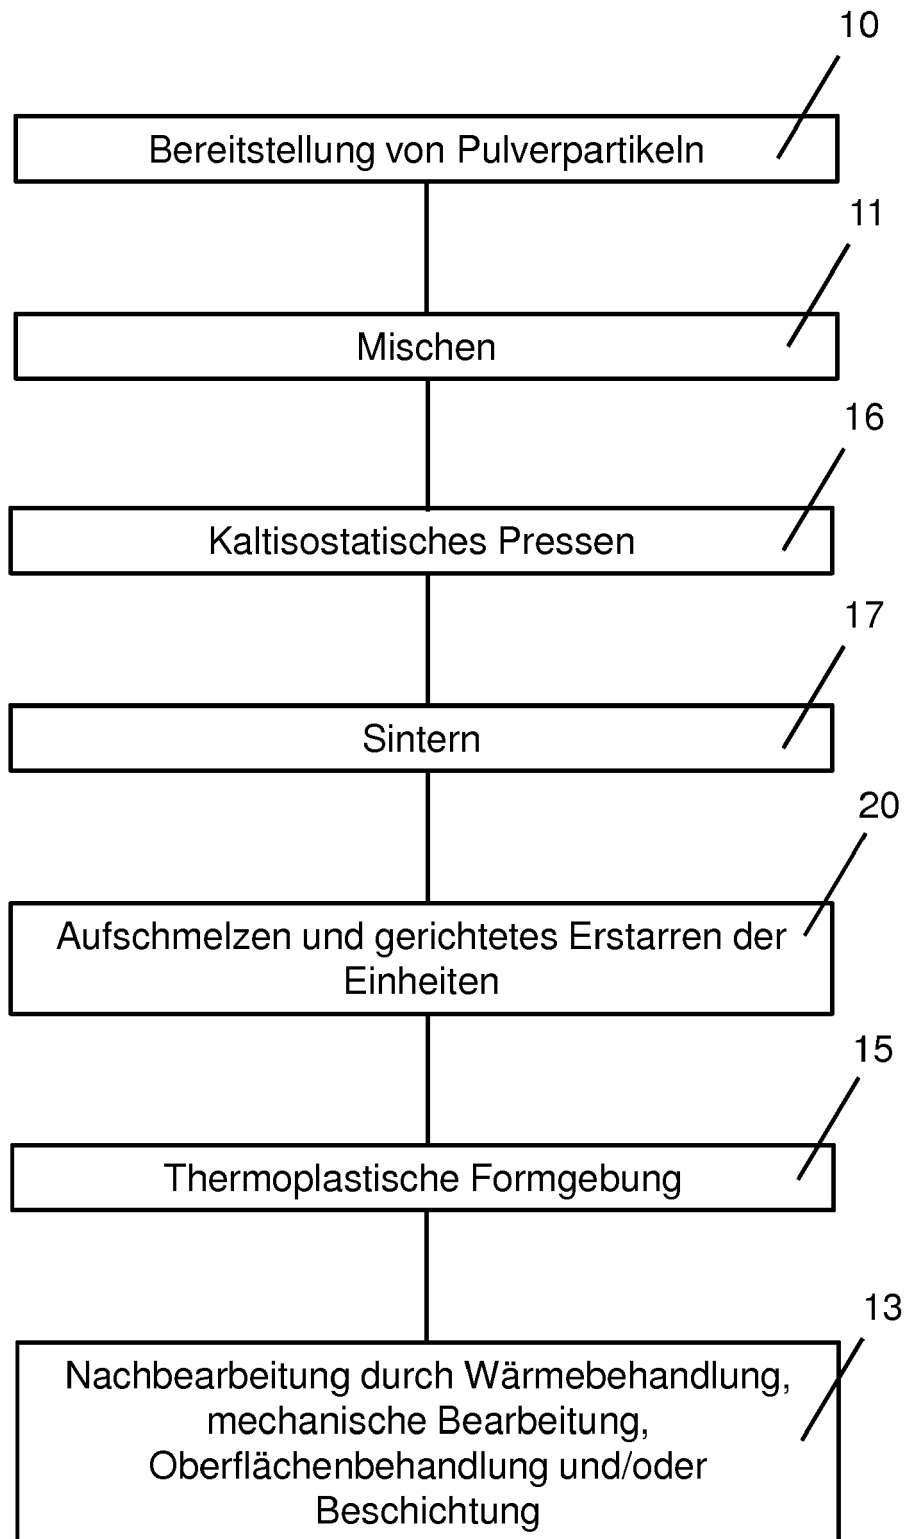 10
Bereitstellung von Pulverpartikeln
11
Mischen
16
Kaltisostatisches Pressen
17
Sintern
20
Aufschmelzen und gerichtetes Erstarren der
Einheiten
15
Thermoplastische Formgebung
13
Nachbearbeitung durch Wärmebehandlung,
mechanische Bearbeitung,
Oberflächenbehandlung und/oder
Beschichtung